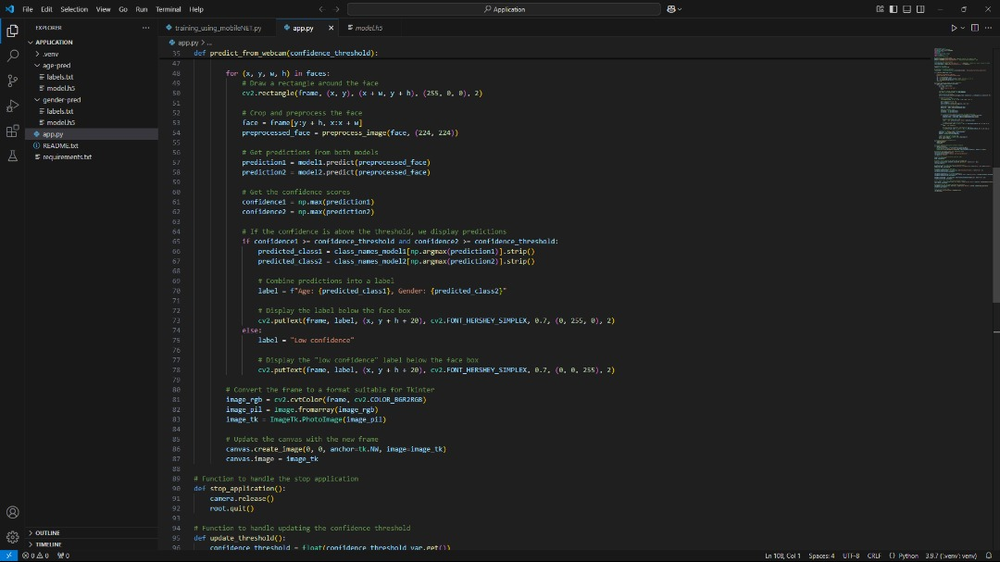 File Edit Selection View Go Run Terminal Help
Application
EXPLORER
training_using_mobileNET.py
app.py
model.h5
APPLICATION
.venv
age-pred
labels.txt
model.h5
gender-pred
labels.txt
model.h5
app.py
README.txt
requirements.txt
OUTLINE
TIMELINE
app.py > ...
35 def predict_from_webcam(confidence_threshold):
47
48 for (x, y, w, h) in faces:
49 # Draw a rectangle around the face
50 cv2.rectangle(frame, (x, y), (x + w, y + h), (255, 0, 0), 2)
51
52 # Crop and preprocess the face
53 face = frame[y:y + h, x:x + w]
54 preprocessed_face = preprocess_image(face, (224, 224))
55
56 # Get predictions from both models
57 prediction1 = model1.predict(preprocessed_face)
58 prediction2 = model2.predict(preprocessed_face)
59
60 # Get the confidence scores
61 confidence1 = np.max(prediction1)
62 confidence2 = np.max(prediction2)
63
64 # If the confidence is above the threshold, we display predictions
65 if confidence1 >= confidence_threshold and confidence2 >= confidence_threshold:
66 predicted_class1 = class_names_model1[np.argmax(prediction1)].strip()
67 predicted_class2 = class_names_model2[np.argmax(prediction2)].strip()
68
69 # Combine predictions into a label
70 label = f"Age: {predicted_class1}, Gender: {predicted_class2}"
71
72 # Display the label below the face box
73 cv2.putText(frame, label, (x, y + h + 20), cv2.FONT_HERSHEY_SIMPLEX, 0.7, (0, 255, 0), 2)
74 else:
75 label = "Low confidence"
76
77 # Display the "low confidence" label below the face box
78 cv2.putText(frame, label, (x, y + h + 20), cv2.FONT_HERSHEY_SIMPLEX, 0.7, (0, 0, 255), 2)
79
80 # Convert the frame to a format suitable for Tkinter
81 image_rgb = cv2.cvtColor(frame, cv2.COLOR_BGR2RGB)
82 image_pil = Image.fromarray(image_rgb)
83 image_tk = ImageTk.PhotoImage(image_pil)
84
85 # Update the canvas with the new frame
86 canvas.create_image(0, 0, anchor=tk.NW, image=image_tk)
87 canvas.image = image_tk
88
89 # Function to handle the stop application
90 def stop_application():
91 camera.release()
92 root.quit()
93
94 # Function to handle updating the confidence threshold
95 def update_threshold():
96 confidence_threshold = float(confidence_threshold_var.get())
0 0 0
Ln 108, Col 1 Spaces: 4 UTF-8 CRLF Python 3.9.7 ('.venv': venv)